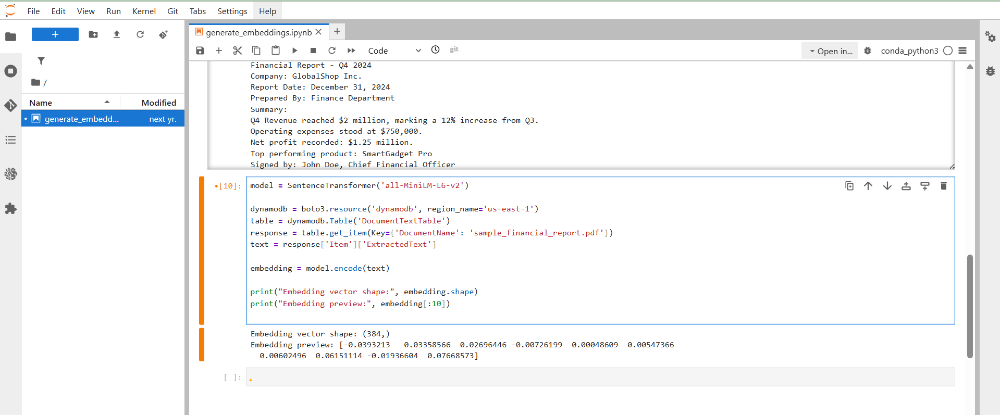 File Edit View Run Kernel Git Tabs Settings Help
generate_embeddings.ipynb
Code
git
Open in...
conda_python3
/
Name Modified
generate_embedd... next yr.
Financial Report - Q4 2024
Company: GlobalShop Inc.
Report Date: December 31, 2024
Prepared By: Finance Department
Summary:
Q4 Revenue reached $2 million, marking a 12% increase from Q3.
Operating expenses stood at $750,000.
Net profit recorded: $1.25 million.
Top performing product: SmartGadget Pro
Signed by: John Doe, Chief Financial Officer
[10]:
model = SentenceTransformer('all-MiniLM-L6-v2')
dynamodb = boto3.resource('dynamodb', region_name='us-east-1')
table = dynamodb.Table('DocumentTextTable')
response = table.get_item(Key={'DocumentName': 'sample_financial_report.pdf'})
text = response['Item']['ExtractedText']
embedding = model.encode(text)
print("Embedding vector shape:", embedding.shape)
print("Embedding preview:", embedding[:10])
Embedding vector shape: (384,)
Embedding preview: [-0.0393213   0.03358566  0.02696446 -0.00726199  0.00048609  0.00547366
  0.00602496  0.06151114 -0.01936604  0.07668573]
[ ]: